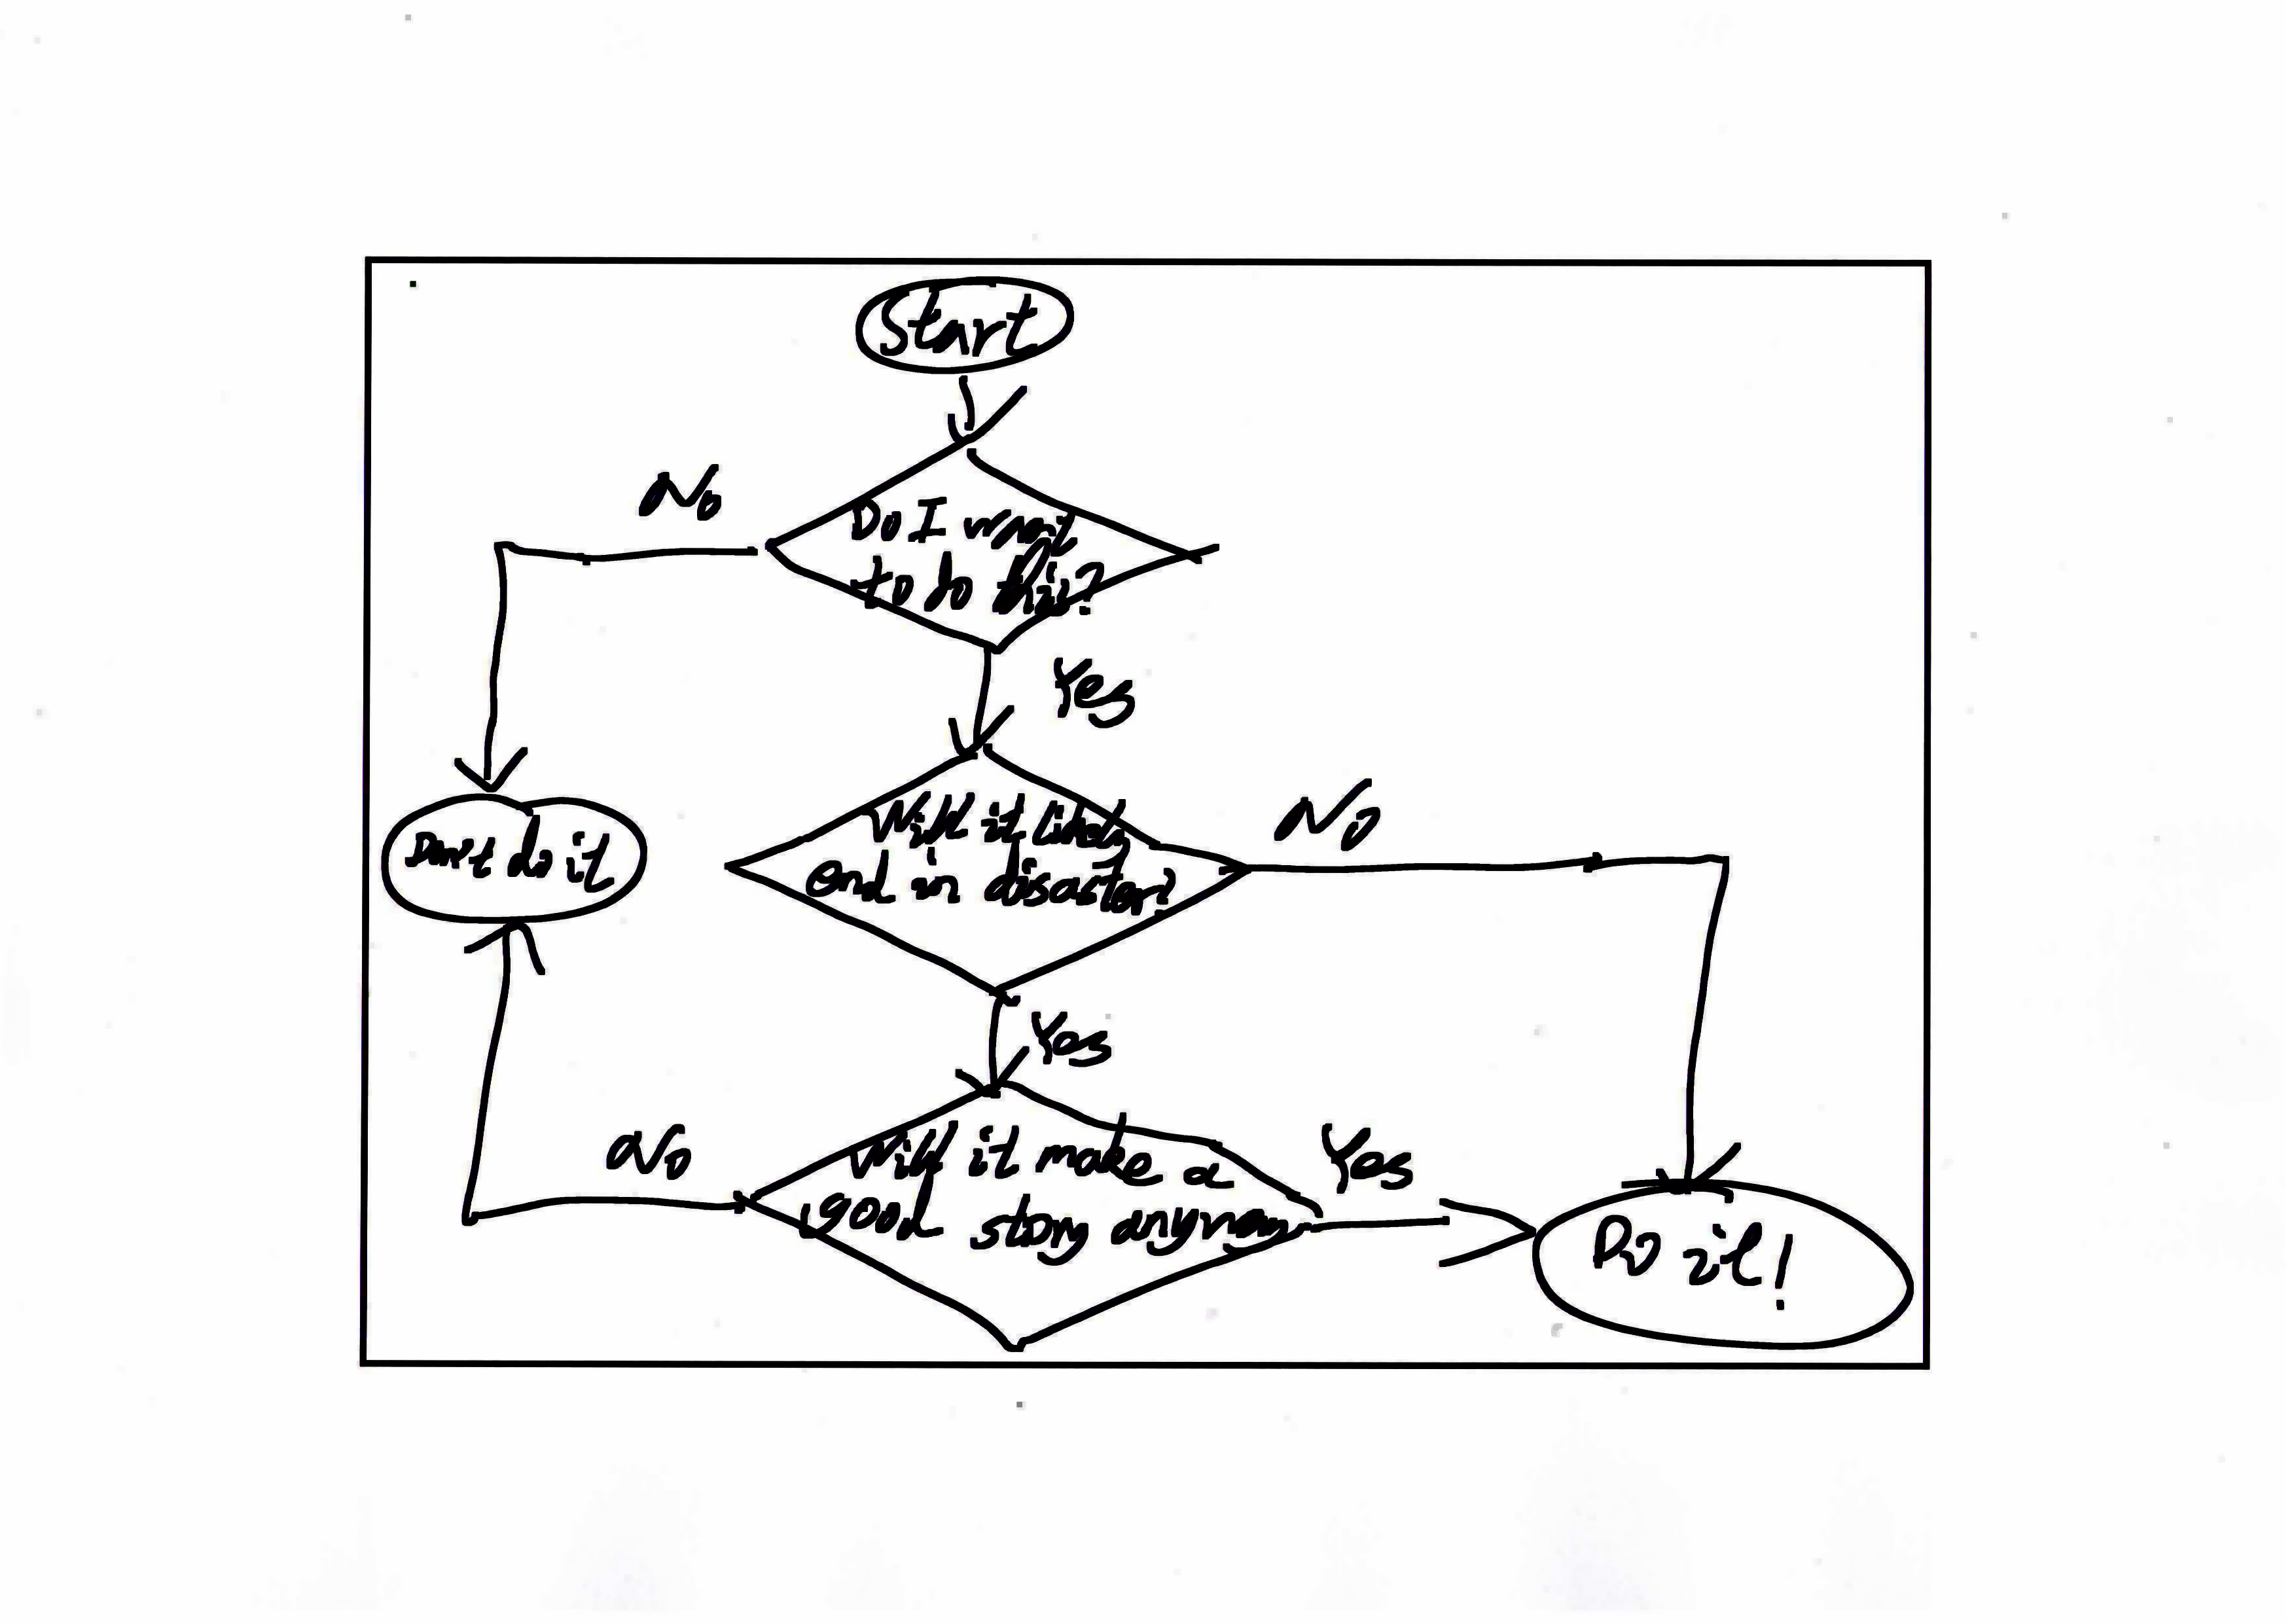 Start
No
Do I want
to do this?
Yes
Will it likely
end in disaster?
No
Don't do it
Yes
Will it make a
good story anyway
No
Yes
Do it!